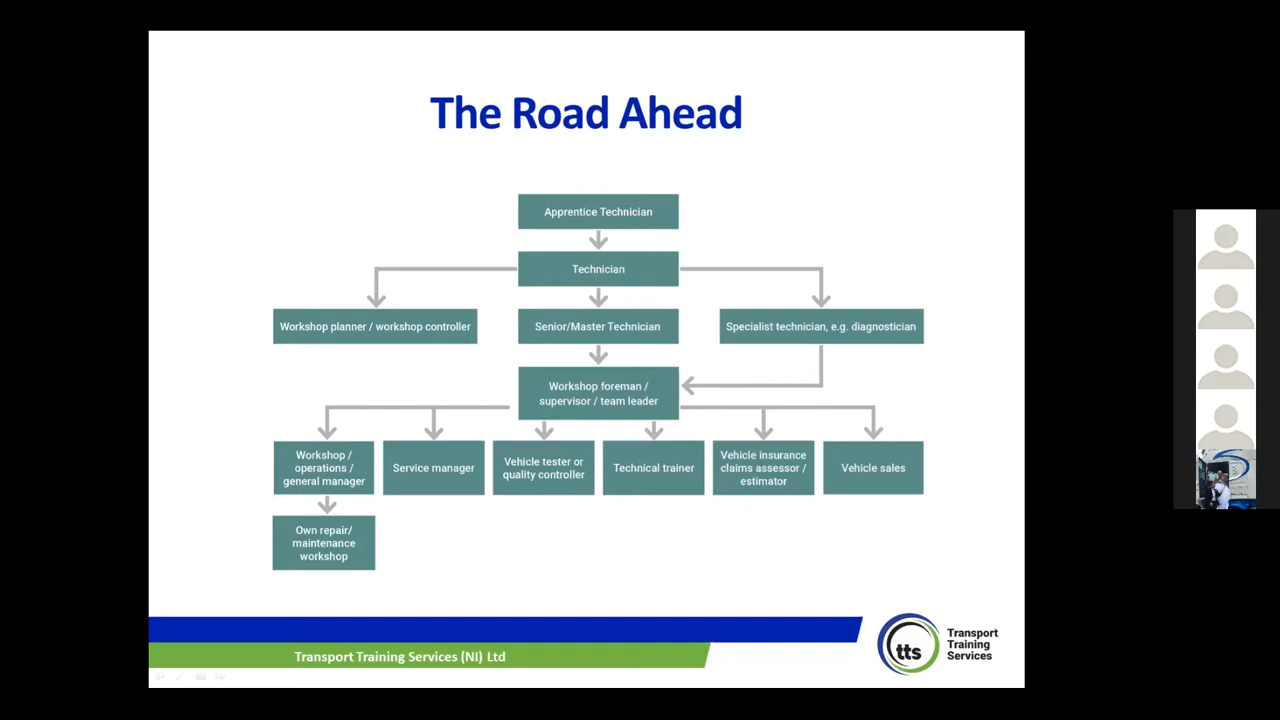 The Road Ahead
Apprentice Technician
Technician
Workshop planner / workshop controller
Senior/Master Technician
Specialist technician, e.g. diagnostician
Workshop foreman /
supervisor / team leader
Workshop /
operations /
general manager
Service manager
Vehicle tester or
quality controller
Technical trainer
Vehicle insurance
claims assessor /
estimator
Vehicle sales
Own repair/
maintenance
workshop
Transport Training Services (NI) Ltd
tts
Transport
Training
Services